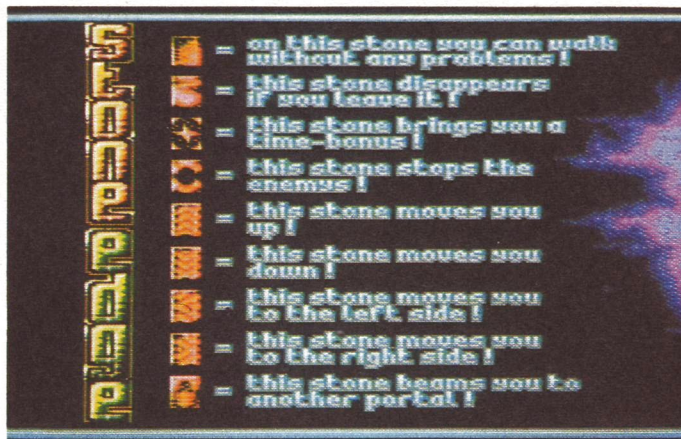 = on this stone you can walk
without any problems !
= this stone disappears
if you leave it !
= this stone brings you a
time-bonus !
= this stone stops the
enemys !
= this stone moves you
up !
= this stone moves you
down !
= this stone moves you
to the left side !
= this stone moves you
to the right side !
= this stone beams you to
another portal !